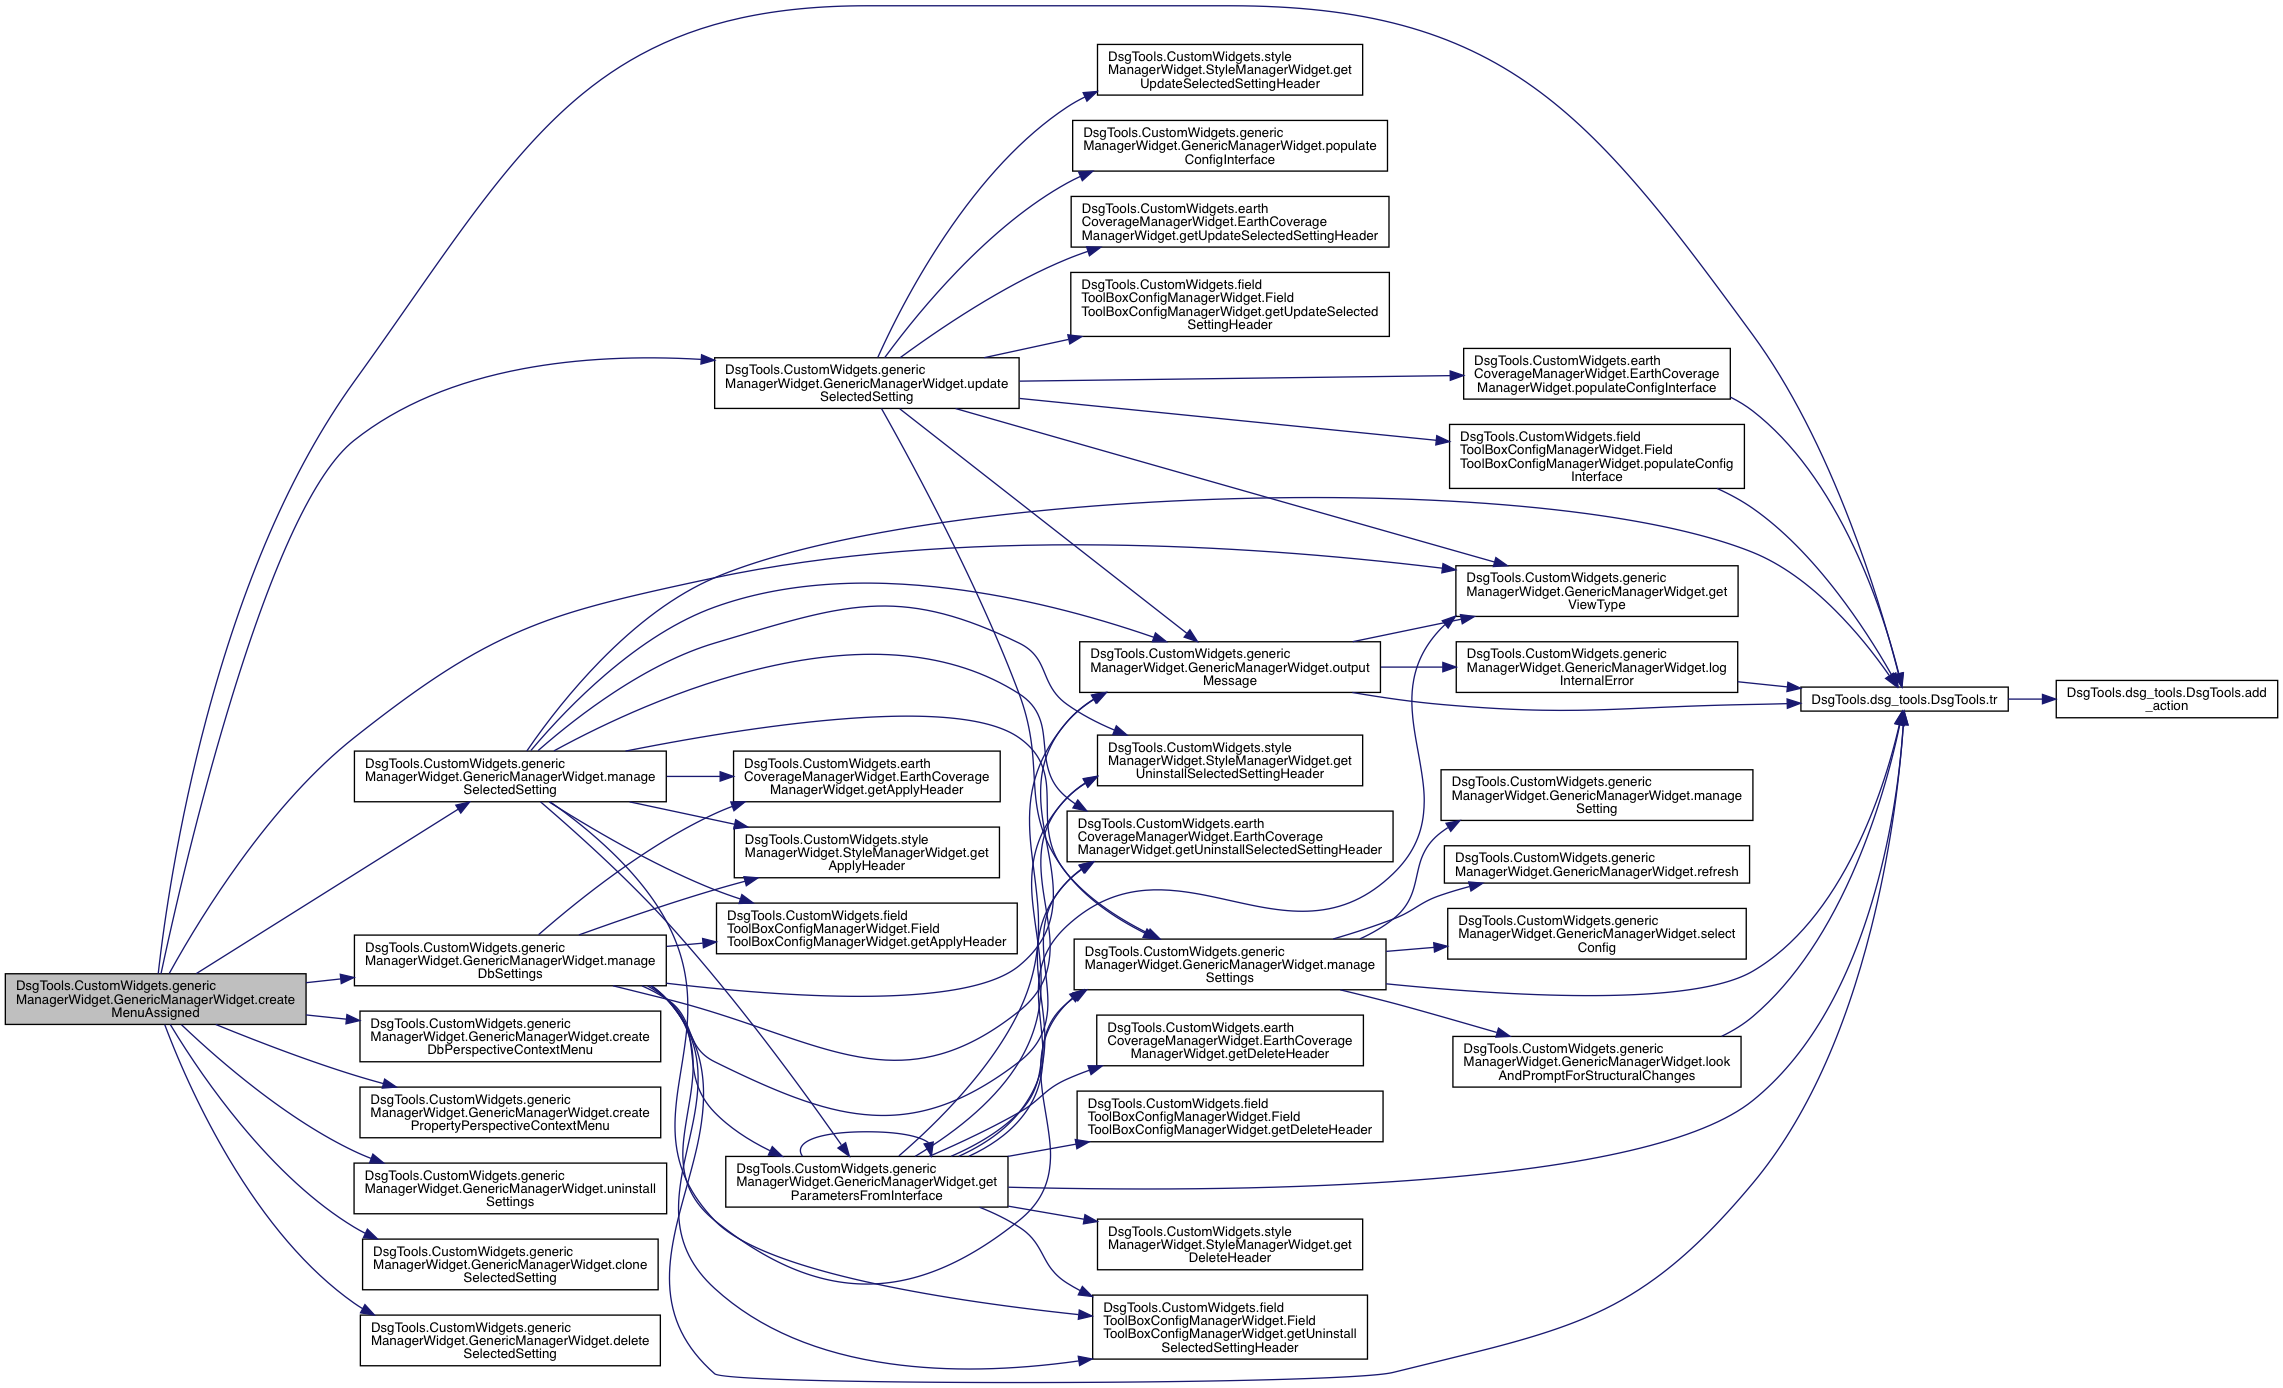 DsgTools.CustomWidgets.style
ManagerWidget.StyleManagerWidget.get
UpdateSelectedSettingHeader
DsgTools.CustomWidgets.generic
ManagerWidget.GenericManagerWidget.populate
ConfigInterface
DsgTools.CustomWidgets.earth
CoverageManagerWidget.EarthCoverage
ManagerWidget.getUpdateSelectedSettingHeader
DsgTools.CustomWidgets.field
ToolBoxConfigManagerWidget.Field
ToolBoxConfigManagerWidget.getUpdateSelected
SettingHeader
DsgTools.CustomWidgets.generic
ManagerWidget.GenericManagerWidget.update
SelectedSetting
DsgTools.CustomWidgets.earth
CoverageManagerWidget.EarthCoverage
ManagerWidget.populateConfigInterface
DsgTools.CustomWidgets.field
ToolBoxConfigManagerWidget.Field
ToolBoxConfigManagerWidget.populateConfig
Interface
DsgTools.CustomWidgets.generic
ManagerWidget.GenericManagerWidget.get
ViewType
DsgTools.CustomWidgets.generic
ManagerWidget.GenericManagerWidget.output
Message
DsgTools.CustomWidgets.generic
ManagerWidget.GenericManagerWidget.log
InternalError
DsgTools.dsg_tools.DsgTools.tr
DsgTools.dsg_tools.DsgTools.add
_action
DsgTools.CustomWidgets.generic
ManagerWidget.GenericManagerWidget.manage
SelectedSetting
DsgTools.CustomWidgets.earth
CoverageManagerWidget.EarthCoverage
ManagerWidget.getApplyHeader
DsgTools.CustomWidgets.style
ManagerWidget.StyleManagerWidget.get
UninstallSelectedSettingHeader
DsgTools.CustomWidgets.generic
ManagerWidget.GenericManagerWidget.manage
Setting
DsgTools.CustomWidgets.style
ManagerWidget.StyleManagerWidget.get
ApplyHeader
DsgTools.CustomWidgets.earth
CoverageManagerWidget.EarthCoverage
ManagerWidget.getUninstallSelectedSettingHeader
DsgTools.CustomWidgets.generic
ManagerWidget.GenericManagerWidget.refresh
DsgTools.CustomWidgets.field
ToolBoxConfigManagerWidget.Field
ToolBoxConfigManagerWidget.getApplyHeader
DsgTools.CustomWidgets.generic
ManagerWidget.GenericManagerWidget.select
Config
DsgTools.CustomWidgets.generic
ManagerWidget.GenericManagerWidget.manage
DbSettings
DsgTools.CustomWidgets.generic
ManagerWidget.GenericManagerWidget.manage
Settings
DsgTools.CustomWidgets.generic
ManagerWidget.GenericManagerWidget.create
MenuAssigned
DsgTools.CustomWidgets.generic
ManagerWidget.GenericManagerWidget.create
DbPerspectiveContextMenu
DsgTools.CustomWidgets.earth
CoverageManagerWidget.EarthCoverage
ManagerWidget.getDeleteHeader
DsgTools.CustomWidgets.generic
ManagerWidget.GenericManagerWidget.look
AndPromptForStructuralChanges
DsgTools.CustomWidgets.generic
ManagerWidget.GenericManagerWidget.create
PropertyPerspectiveContextMenu
DsgTools.CustomWidgets.field
ToolBoxConfigManagerWidget.Field
ToolBoxConfigManagerWidget.getDeleteHeader
DsgTools.CustomWidgets.generic
ManagerWidget.GenericManagerWidget.uninstall
Settings
DsgTools.CustomWidgets.generic
ManagerWidget.GenericManagerWidget.get
ParametersFromInterface
DsgTools.CustomWidgets.style
ManagerWidget.StyleManagerWidget.get
DeleteHeader
DsgTools.CustomWidgets.generic
ManagerWidget.GenericManagerWidget.clone
SelectedSetting
DsgTools.CustomWidgets.field
ToolBoxConfigManagerWidget.Field
ToolBoxConfigManagerWidget.getUninstall
SelectedSettingHeader
DsgTools.CustomWidgets.generic
ManagerWidget.GenericManagerWidget.delete
SelectedSetting